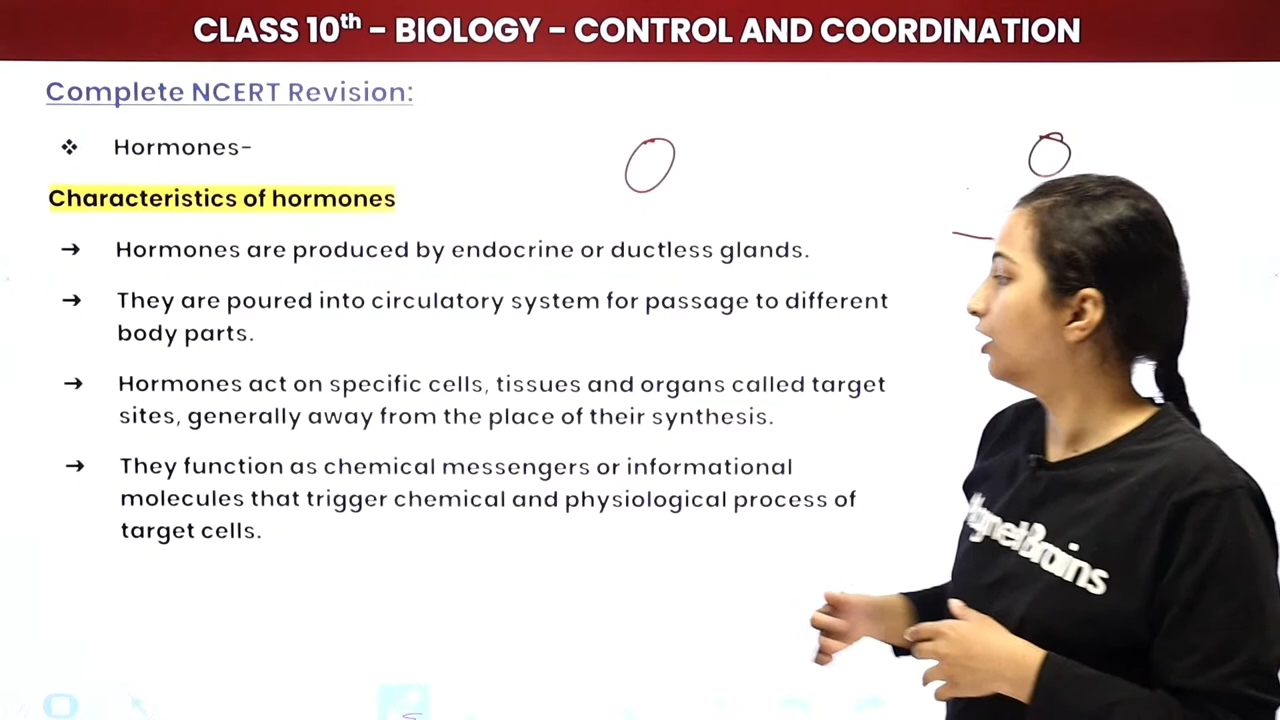 CLASS 10th - BIOLOGY - CONTROL AND COORDINATION
Complete NCERT Revision:
❖ Hormones-
Characteristics of hormones
→ Hormones are produced by endocrine or ductless glands.
→ They are poured into circulatory system for passage to different
body parts.
→ Hormones act on specific cells, tissues and organs called target
sites, generally away from the place of their synthesis.
→ They function as chemical messengers or informational
molecules that trigger chemical and physiological process of
target cells.
MagnetBrains